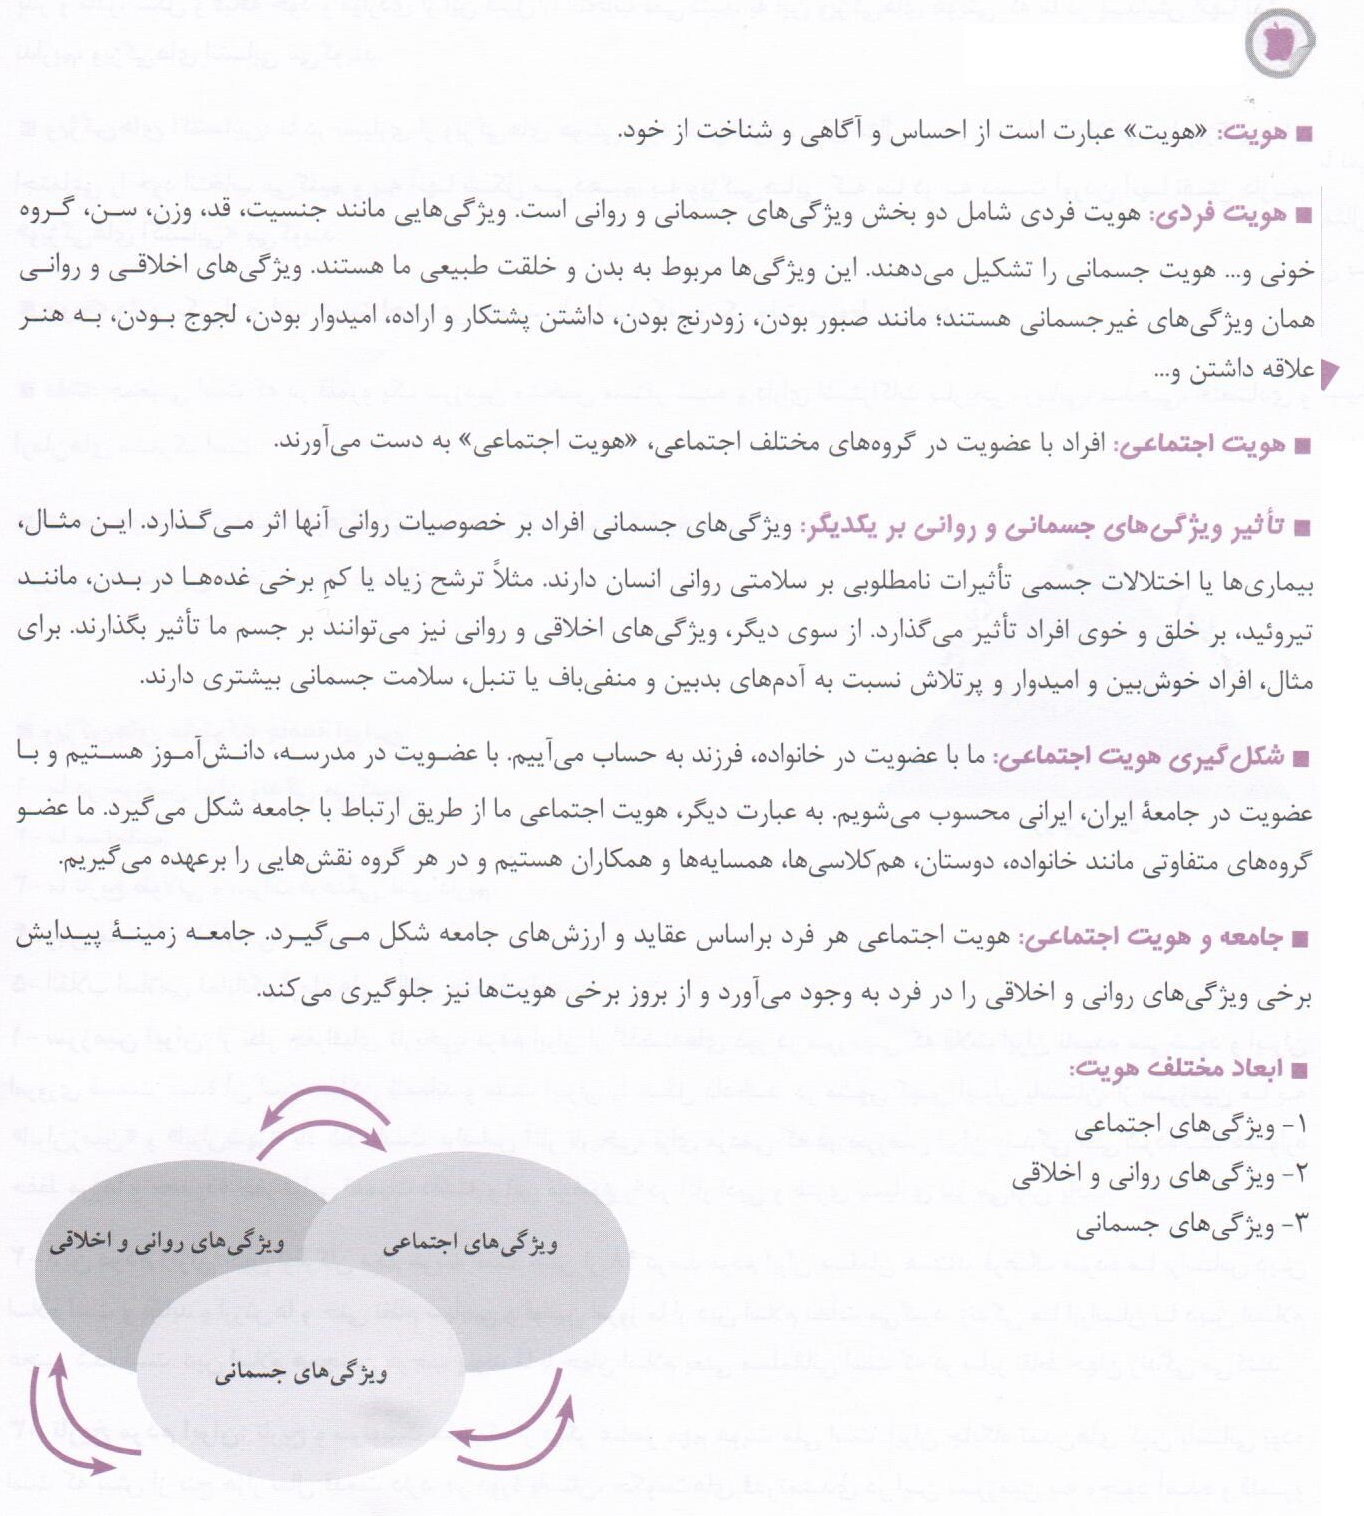 ■ هویت: «هویت» عبارت است از احساس و آگاهی و شناخت از خود.
■ هویت فردی: هویت فردی شامل دو بخش ویژگی‌های جسمانی و روانی است. ویژگی‌هایی مانند جنسیت، قد، وزن، سن، گروه
خونی و... هویت جسمانی را تشکیل می‌دهند. این ویژگی‌ها مربوط به بدن و خلقت طبیعی ما هستند. ویژگی‌های اخلاقی و روانی
همان ویژگی‌های غیرجسمانی هستند؛ مانند صبور بودن، زودرنج بودن، داشتن پشتکار و اراده، امیدوار بودن، لجوج بودن، به هنر
علاقه داشتن و...
■ هویت اجتماعی: افراد با عضویت در گروه‌های مختلف اجتماعی، «هویت اجتماعی» به دست می‌آورند.
■ تأثیر ویژگی‌های جسمانی و روانی بر یکدیگر: ویژگی‌های جسمانی افراد بر خصوصیات روانی آنها اثر می‌گذارد. این مثال،
بیماری‌ها یا اختلالات جسمی تأثیرات نامطلوبی بر سلامتی روانی انسان دارند. مثلاً ترشح زیاد یا کمِ برخی غده‌ها در بدن، مانند
تیروئید، بر خلق و خوی افراد تأثیر می‌گذارد. از سوی دیگر، ویژگی‌های اخلاقی و روانی نیز می‌توانند بر جسم ما تأثیر بگذارند. برای
مثال، افراد خوش‌بین و امیدوار و پرتلاش نسبت به آدم‌های بدبین و منفی‌باف یا تنبل، سلامت جسمانی بیشتری دارند.
■ شکل‌گیری هویت اجتماعی: ما با عضویت در خانواده، فرزند به حساب می‌آییم. با عضویت در مدرسه، دانش‌آموز هستیم و با
عضویت در جامعهٔ ایران، ایرانی محسوب می‌شویم. به عبارت دیگر، هویت اجتماعی ما از طریق ارتباط با جامعه شکل می‌گیرد. ما عضو
گروه‌های متفاوتی مانند خانواده، دوستان، هم‌کلاسی‌ها، همسایه‌ها و همکاران هستیم و در هر گروه نقش‌هایی را برعهده می‌گیریم.
■ جامعه و هویت اجتماعی: هویت اجتماعی هر فرد براساس عقاید و ارزش‌های جامعه شکل می‌گیرد. جامعه زمینهٔ پیدایش
برخی ویژگی‌های روانی و اخلاقی را در فرد به وجود می‌آورد و از بروز برخی هویت‌ها نیز جلوگیری می‌کند.
■ ابعاد مختلف هویت:
۱- ویژگی‌های اجتماعی
۲- ویژگی‌های روانی و اخلاقی
۳- ویژگی‌های جسمانی
ویژگی‌های اجتماعی
ویژگی‌های روانی و اخلاقی
ویژگی‌های جسمانی